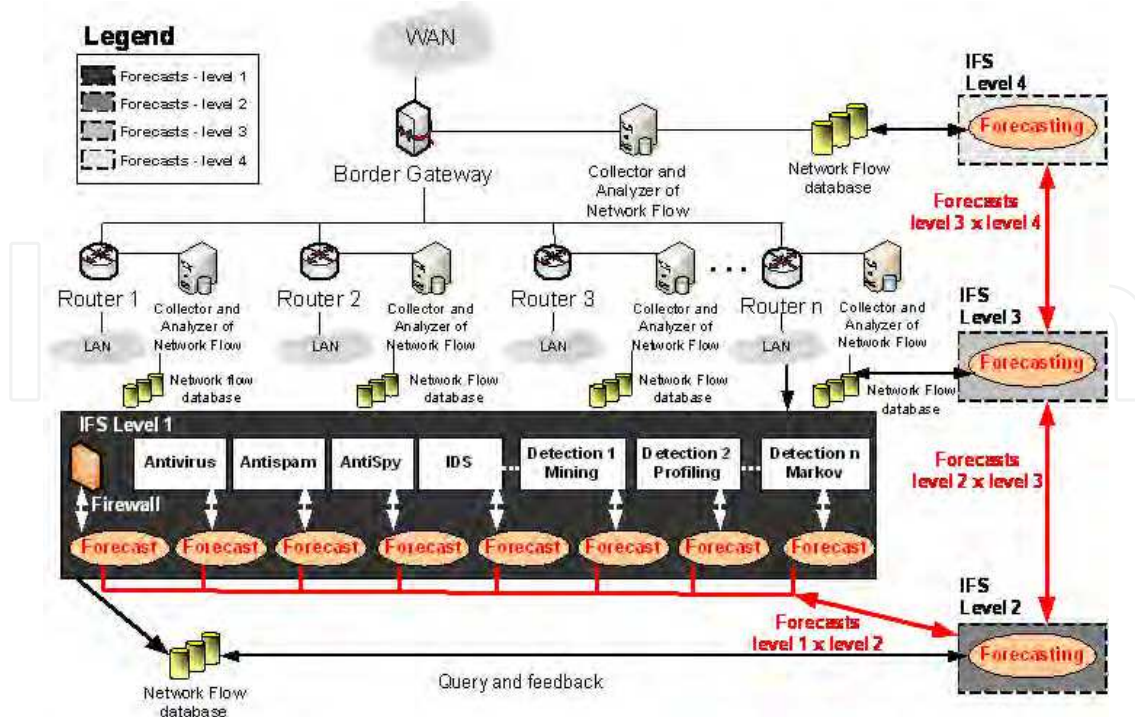 Legend
Forecasts - level 1
Forecasts - level 2
Forecasts - level 3
Forecasts - level 4
WAN
Border Gateway
Collector and
Analyzer of
Network Flow
Network Flow
database
IFS
Level 4
Forecasting
Forecasts
level 3 x level 4
Router 1
Collector and
Analyzer of
Network Flow
LAN
Network flow
database
Router 2
Collector and
Analyzer of
Network Flow
LAN
Network Flow
database
Router 3
Collector and
Analyzer of
Network Flow
LAN
Network flow
database
Router n
Collector and
Analyzer of
Network Flow
LAN
Network Flow
database
IFS
Level 3
Forecasting
Forecasts
level 2 x level 3
IFS Level 1
Firewall
Antivirus
Antispam
AntiSpy
IDS
Detection 1
Mining
Detection 2
Profiling
Detection n
Markov
Forecast
Forecast
Forecast
Forecast
Forecast
Forecast
Forecast
Forecast
Forecasts
level 1 x level 2
IFS
Level 2
Forecasting
Network Flow
database
Query and feedback